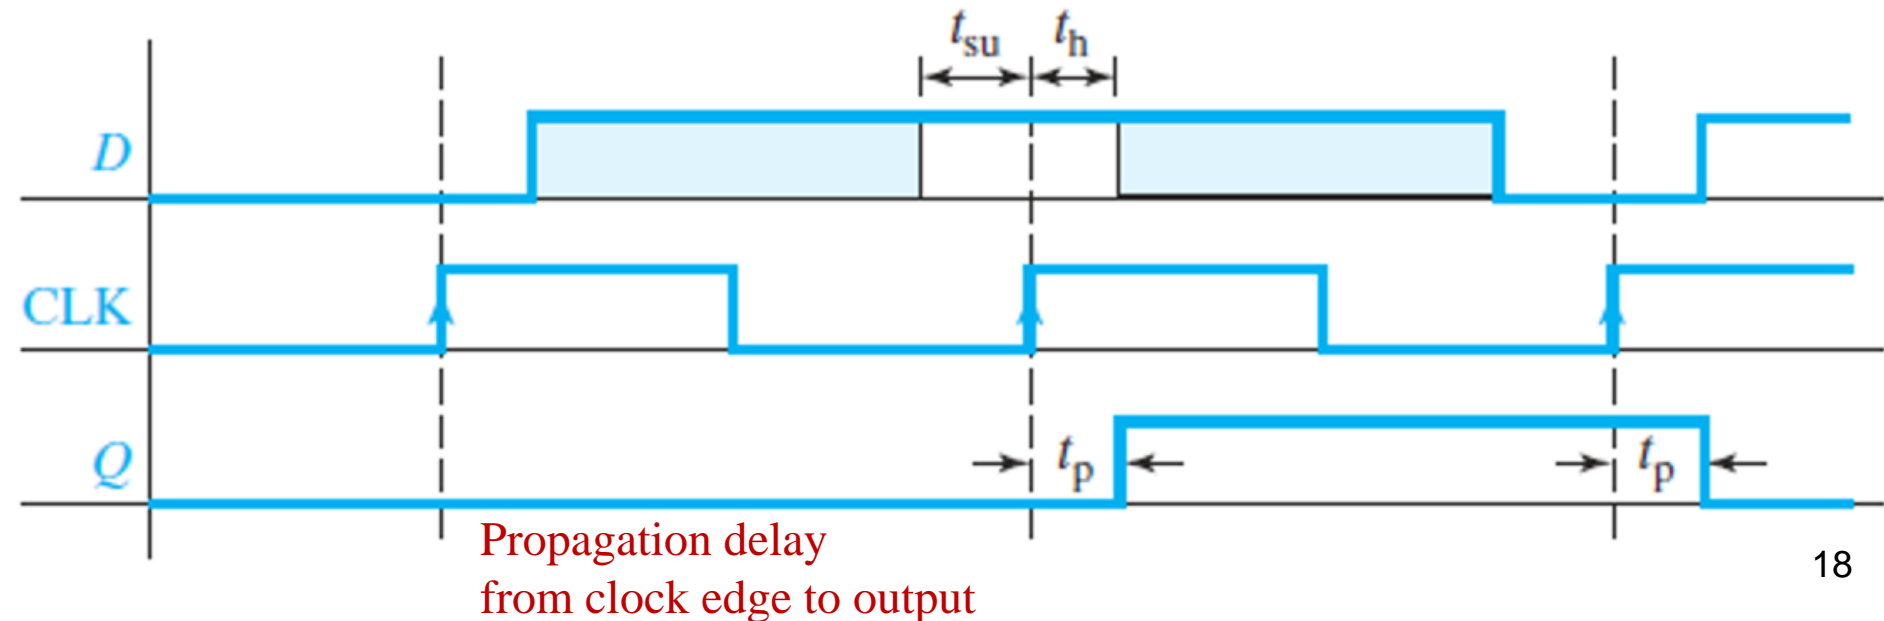 tsu th
D
CLK
Q
tp tp
Propagation delay
from clock edge to output
18